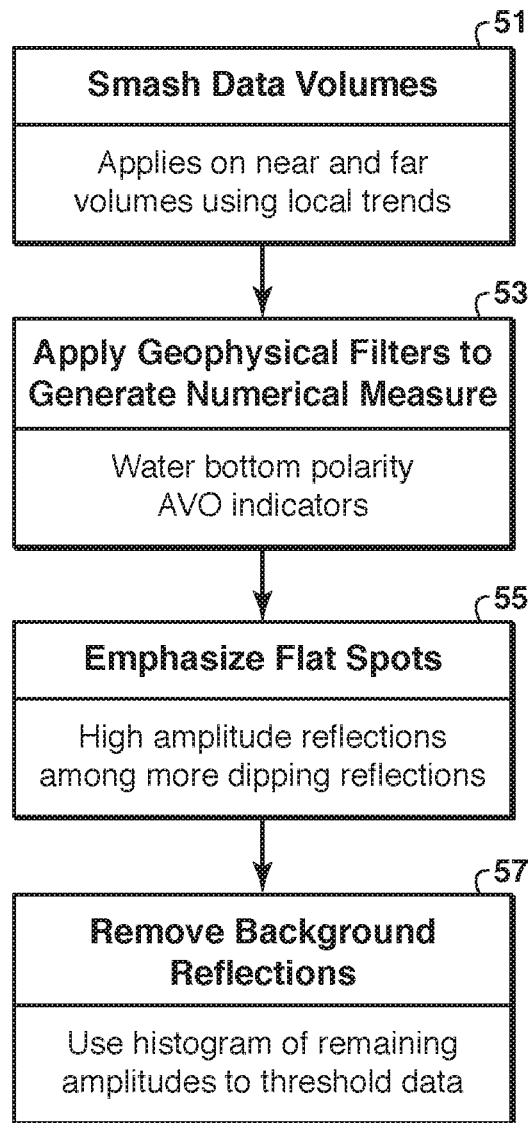 51
Smash Data Volumes
Applies on near and far
volumes using local trends
53
Apply Geophysical Filters to
Generate Numerical Measure
Water bottom polarity
AVO indicators
55
Emphasize Flat Spots
High amplitude reflections
among more dipping reflections
57
Remove Background
Reflections
Use histogram of remaining
amplitudes to threshold data